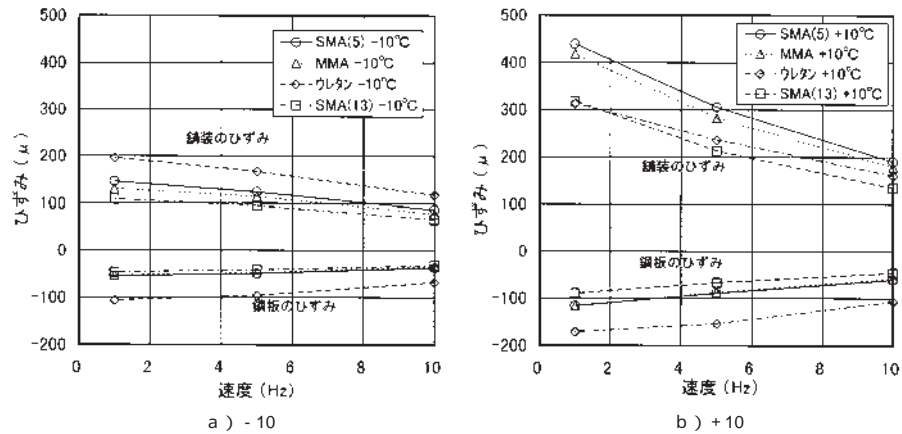 500
400
300
200
100
0
-100
-200
ひずみ (μ)
SMA(5) -10°C
MMA -10°C
ウレタン -10°C
SMA(13) -10°C
舗装のひずみ
鋼板のひずみ
0 2 4 6 8 10
速度 (Hz)
a ) - 10
500
400
300
200
100
0
-100
-200
ひずみ (μ)
SMA(5) +10°C
MMA +10°C
ウレタン +10°C
SMA(13) +10°C
舗装のひずみ
鋼板のひずみ
0 2 4 6 8 10
速度 (Hz)
b ) + 10